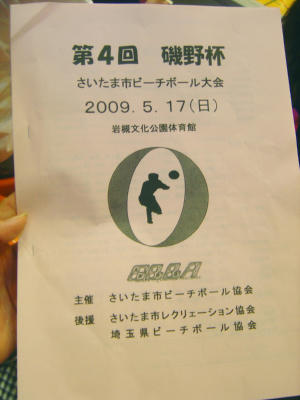 第4回 磯野杯
さいたま市ビーチボール大会
2009.5.17(日)
岩槻文化公園体育館
主催 さいたま市ビーチボール協会
後援 さいたま市レクリェーション協会
埼玉県ビーチボール協会